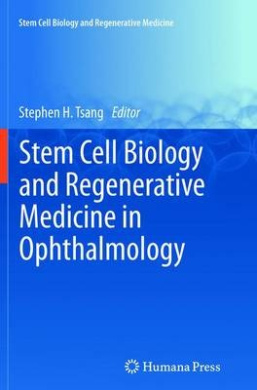 Stem Cell Biology and Regenerative Medicine
Stephen H. Tsang Editor
Stem Cell Biology
and Regenerative
Medicine in
Ophthalmology
Humana Press